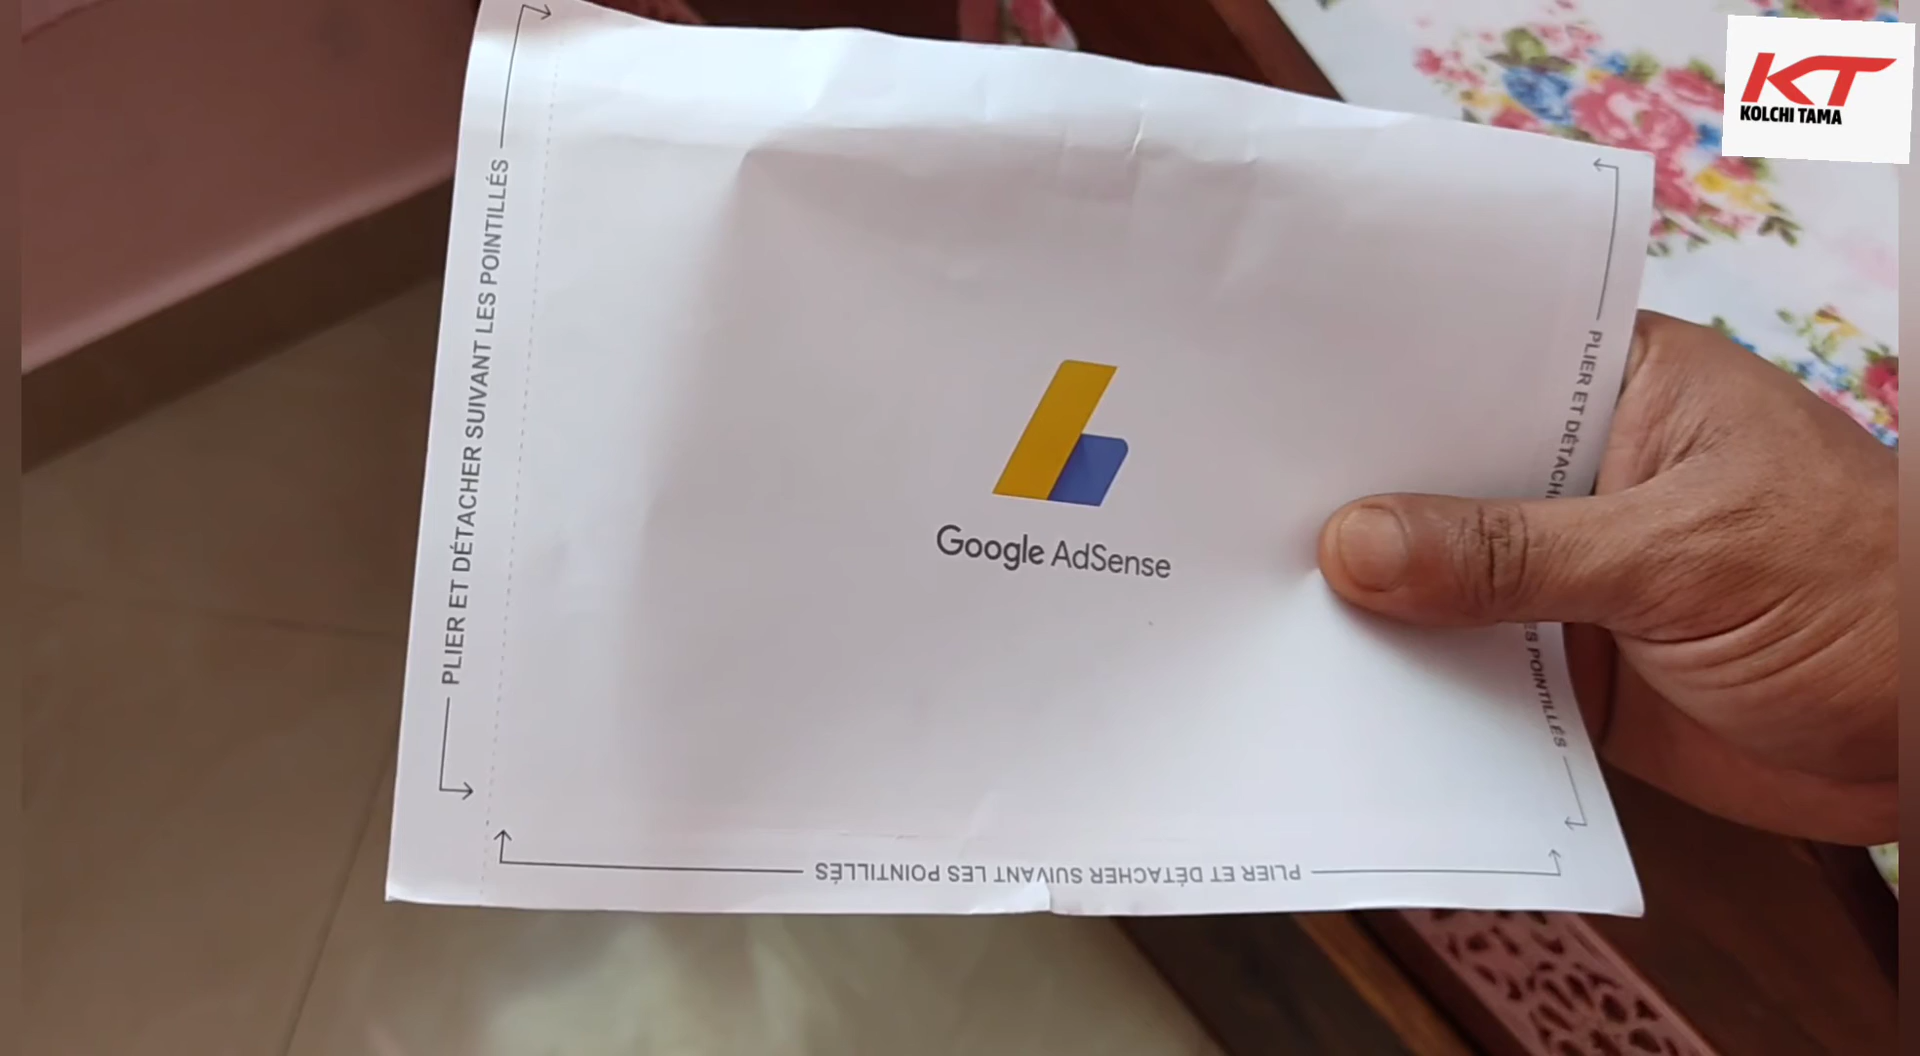 KT
KOLCHI TAMA
PLIER ET DÉTACHER SUIVANT LES POINTILLÉS
Google AdSense
PLIER ET DÉTACH
ES POINTILLÉS
PLIER ET DÉTACHER SUIVANT LES POINTILLÉS